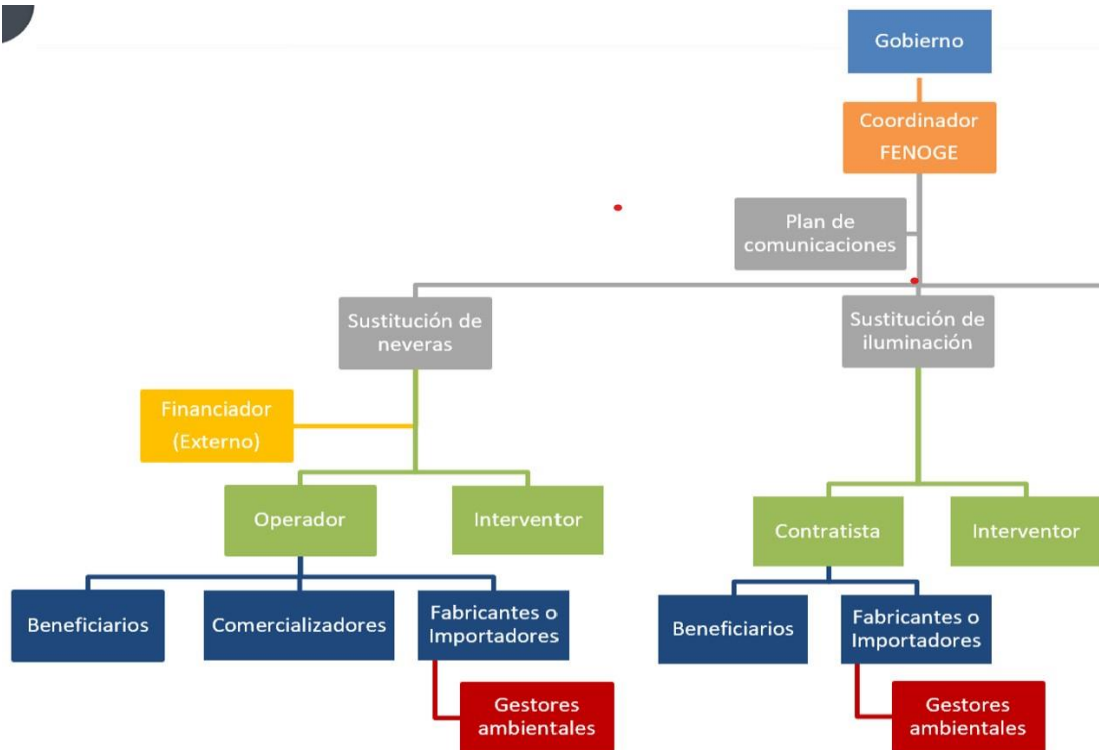 Gobierno
Coordinador
FENOGE
Plan de
comunicaciones
Sustitución de
neveras
Sustitución de
iluminación
Financiador
(Externo)
Operador
Interventor
Contratista
Interventor
Beneficiarios
Comercializadores
Fabricantes o
Importadores
Beneficiarios
Fabricantes o
Importadores
Gestores
ambientales
Gestores
ambientales